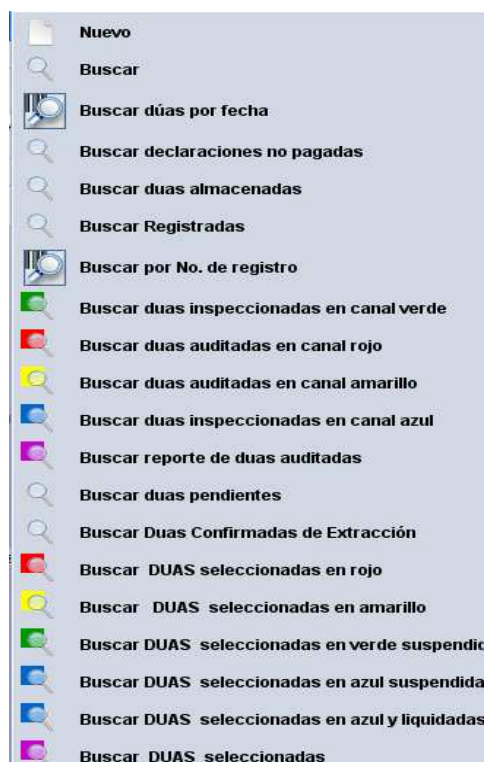 Nuevo
Buscar
Buscar dúas por fecha
Buscar declaraciones no pagadas
Buscar duas almacenadas
Buscar Registradas
Buscar por No. de registro
Buscar duas inspeccionadas en canal verde
Buscar duas auditadas en canal rojo
Buscar duas auditadas en canal amarillo
Buscar duas inspeccionadas en canal azul
Buscar reporte de duas auditadas
Buscar duas pendientes
Buscar Duas Confirmadas de Extracción
Buscar DUAS seleccionadas en rojo
Buscar DUAS seleccionadas en amarillo
Buscar DUAS seleccionadas en verde suspendid
Buscar DUAS seleccionadas en azul suspendida
Buscar DUAS seleccionadas en azul y liquidadas
Buscar DUAS seleccionadas